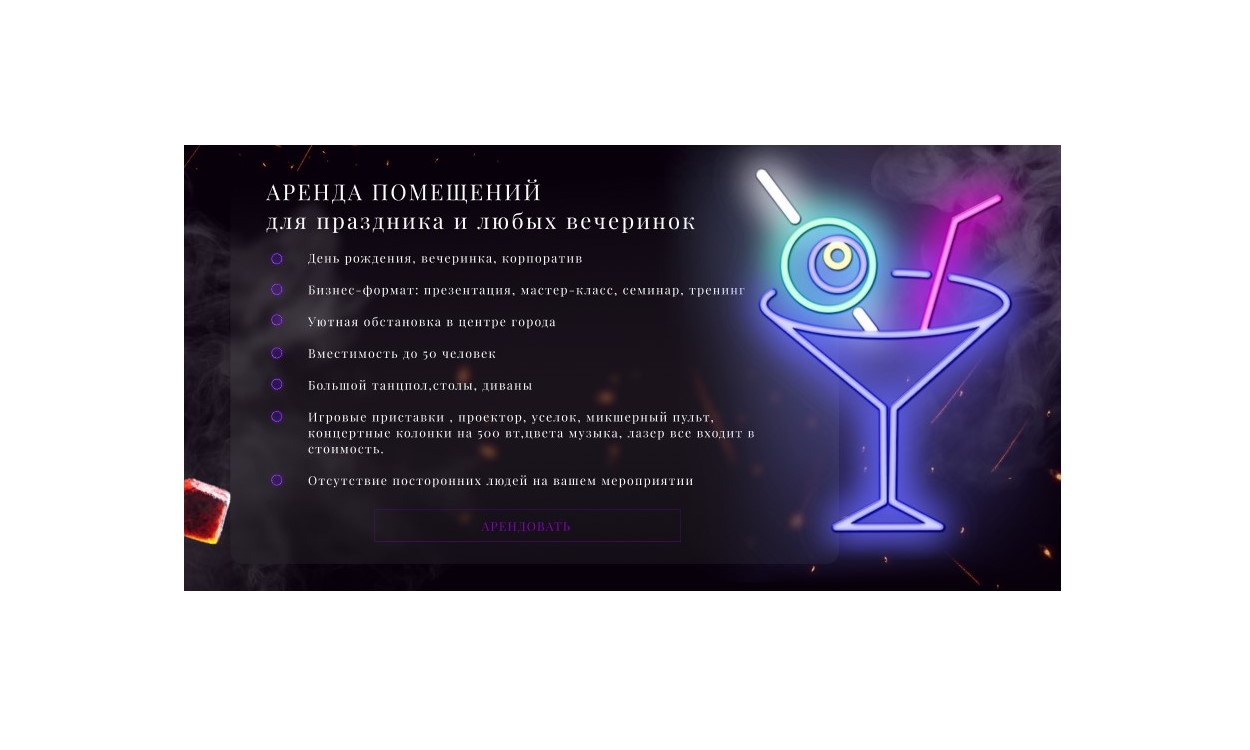 АРЕНДА ПОМЕЩЕНИЙ
для праздника и любых вечеринок
День рождения, вечеринка, корпоратив
Бизнес-формат: презентация, мастер-класс, семинар, тренинг
Уютная обстановка в центре города
Вместимость до 50 человек
Большой танцпол,столы, диваны
Игровые приставки , проектор, уселок, микшерный пульт,
концертные колонки на 500 вт,цвета музыка, лазер все входит в
стоимость.
Отсутствие посторонних людей на вашем мероприятии
АРЕНДОВАТЬ